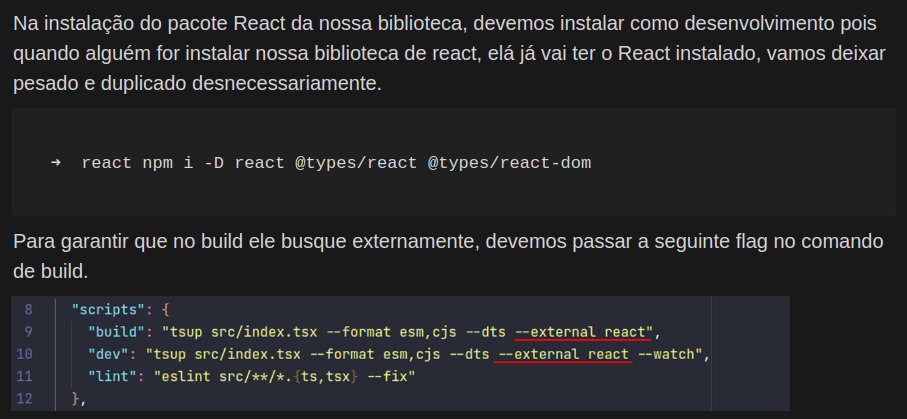 Na instalação do pacote React da nossa biblioteca, devemos instalar como desenvolvimento pois
quando alguém for instalar nossa biblioteca de react, elá já vai ter o React instalado, vamos deixar
pesado e duplicado desnecessariamente.
➜ react npm i -D react @types/react @types/react-dom
Para garantir que no build ele busque externamente, devemos passar a seguinte flag no comando
de build.
8 "scripts": {
9 "build": "tsup src/index.tsx --format esm,cjs --dts --external react",
10 "dev": "tsup src/index.tsx --format esm,cjs --dts --external react --watch",
11 "lint": "eslint src/**/*.{ts,tsx} --fix"
12 },